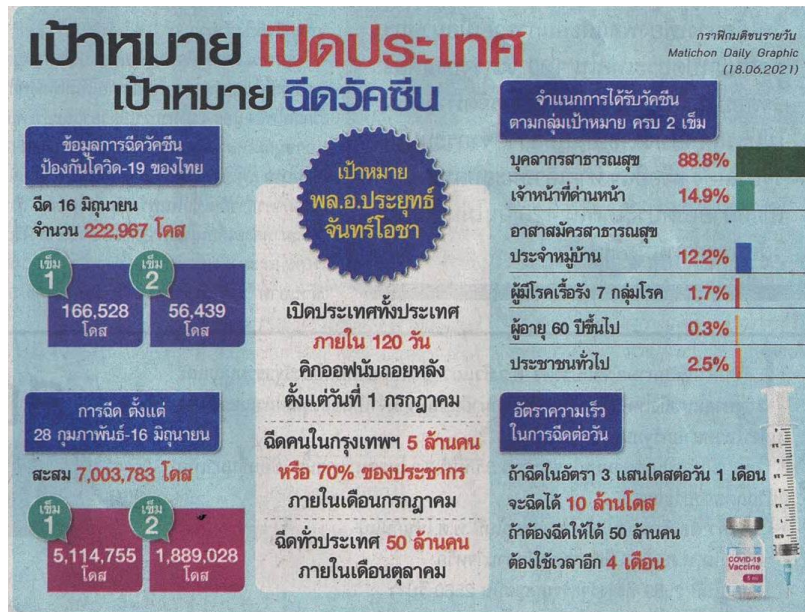 เป้าหมาย เปิดประเทศ
เป้าหมาย ฉีดวัคซีน
กราฟิกมติชนรายวัน
Matichon Daily Graphic
(18.06.2021)
ข้อมูลการฉีดวัคซีน
ป้องกันโควิด-19 ของไทย
ฉีด 16 มิถุนายน
จำนวน 222,967 โดส
เข็ม
1
166,528
โดส
เข็ม
2
56,439
โดส
การฉีด ตั้งแต่
28 กุมภาพันธ์-16 มิถุนายน
สะสม 7,003,783 โดส
เข็ม
1
5,114,755
โดส
เข็ม
2
1,889,028
โดส
เป้าหมาย
พล.อ.ประยุทธ์
จันทร์โอชา
เปิดประเทศทั้งประเทศ
ภายใน 120 วัน
คิกออฟนับถอยหลัง
ตั้งแต่วันที่ 1 กรกฎาคม
ฉีดคนในกรุงเทพฯ 5 ล้านคน
หรือ 70% ของประชากร
ภายในเดือนกรกฎาคม
ฉีดทั่วประเทศ 50 ล้านคน
ภายในเดือนตุลาคม
จำแนกการได้รับวัคซีน
ตามกลุ่มเป้าหมาย ครบ 2 เข็ม
บุคลากรสาธารณสุข 88.8%
เจ้าหน้าที่ด่านหน้า 14.9%
อาสาสมัครสาธารณสุข
ประจำหมู่บ้าน 12.2%
ผู้มีโรคเรื้อรัง 7 กลุ่มโรค 1.7%
ผู้อายุ 60 ปีขึ้นไป 0.3%
ประชาชนทั่วไป 2.5%
อัตราความเร็ว
ในการฉีดต่อวัน
ถ้าฉีดในอัตรา 3 แสนโดสต่อวัน 1 เดือน
จะฉีดได้ 10 ล้านโดส
ถ้าต้องฉีดให้ได้ 50 ล้านคน
ต้องใช้เวลาอีก 4 เดือน
COVID-19
Vaccine